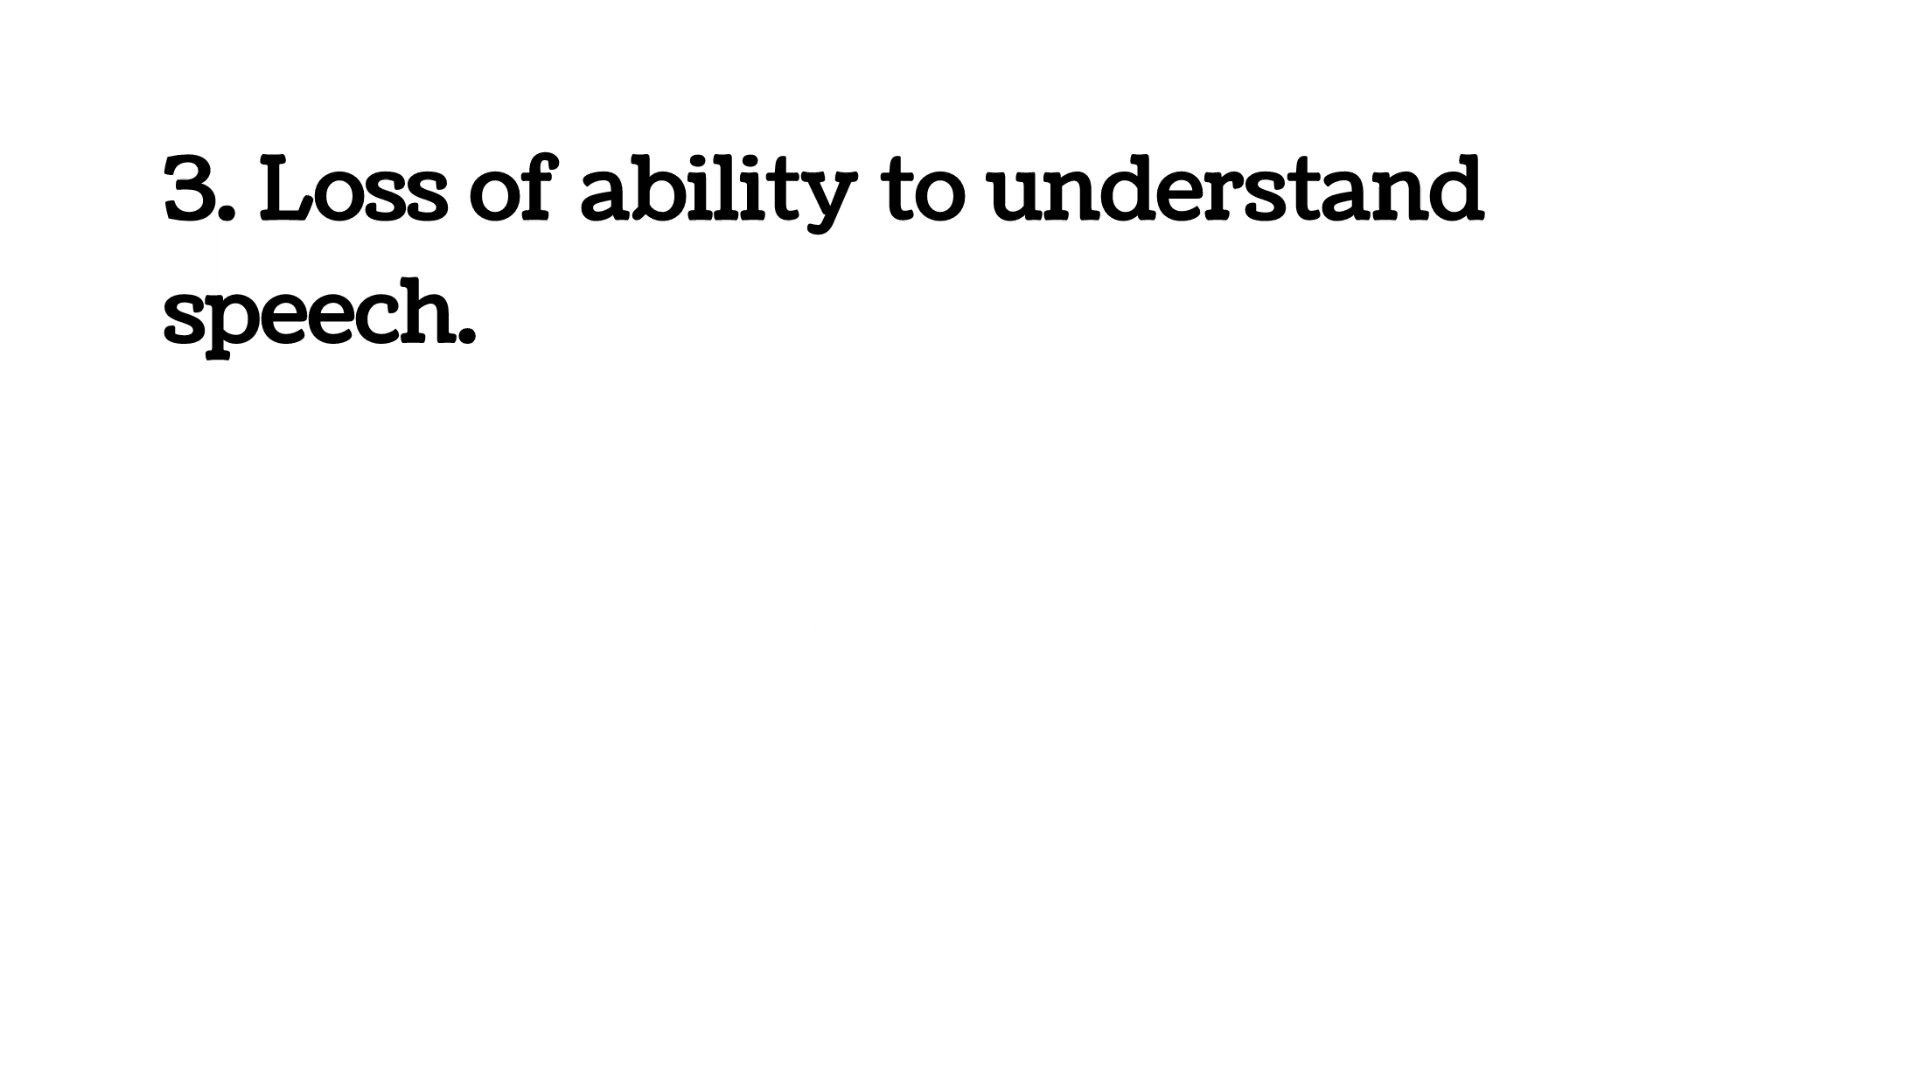 3. Loss of ability to understand
speech.